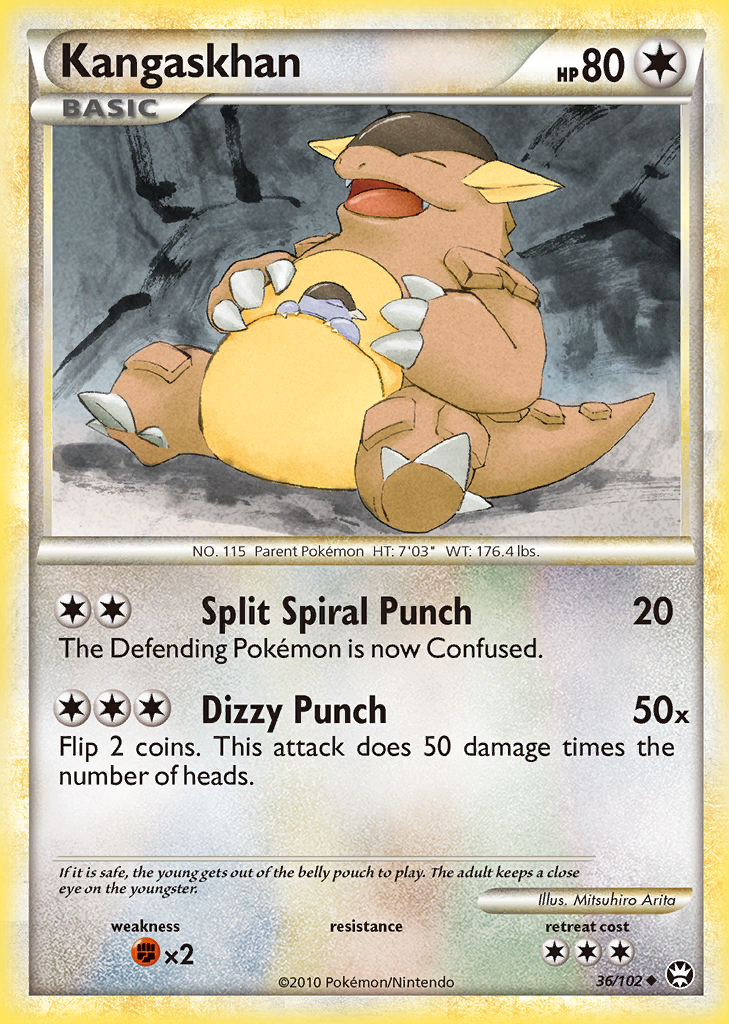 Kangaskhan
HP 80
BASIC
NO. 115 Parent Pokémon HT: 7'03" WT: 176.4 lbs.
Split Spiral Punch 20
The Defending Pokémon is now Confused.
Dizzy Punch 50x
Flip 2 coins. This attack does 50 damage times the
number of heads.
If it is safe, the young gets out of the belly pouch to play. The adult keeps a close
eye on the youngster.
Illus. Mitsuhiro Arita
weakness resistance retreat cost
x2
©2010 Pokémon/Nintendo 36/102